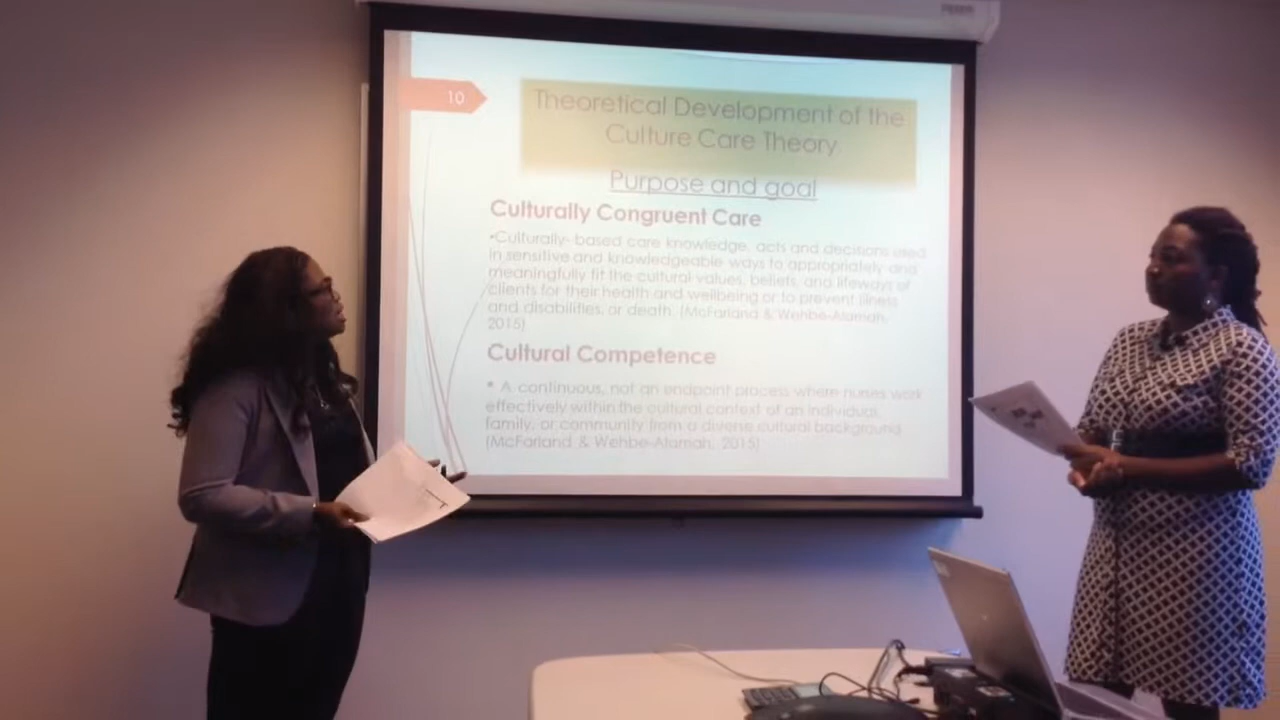 10
Theoretical Development of the
Culture Care Theory
Purpose and goal
Culturally Congruent Care
•Culturally- based care knowledge, acts and decisions used
in sensitive and knowledgeable ways to appropriately and
meaningfully fit the cultural values, beliefs, and lifeways of
clients for their health and wellbeing or to prevent illness
and disabilities, or death. (McFarland & Wehbe-Alamah,
2015)
Cultural Competence
• A continuous, not an endpoint process where nurses work
effectively within the cultural context of an individual,
family, or community from a diverse cultural background
(McFarland & Wehbe-Alamah, 2015)